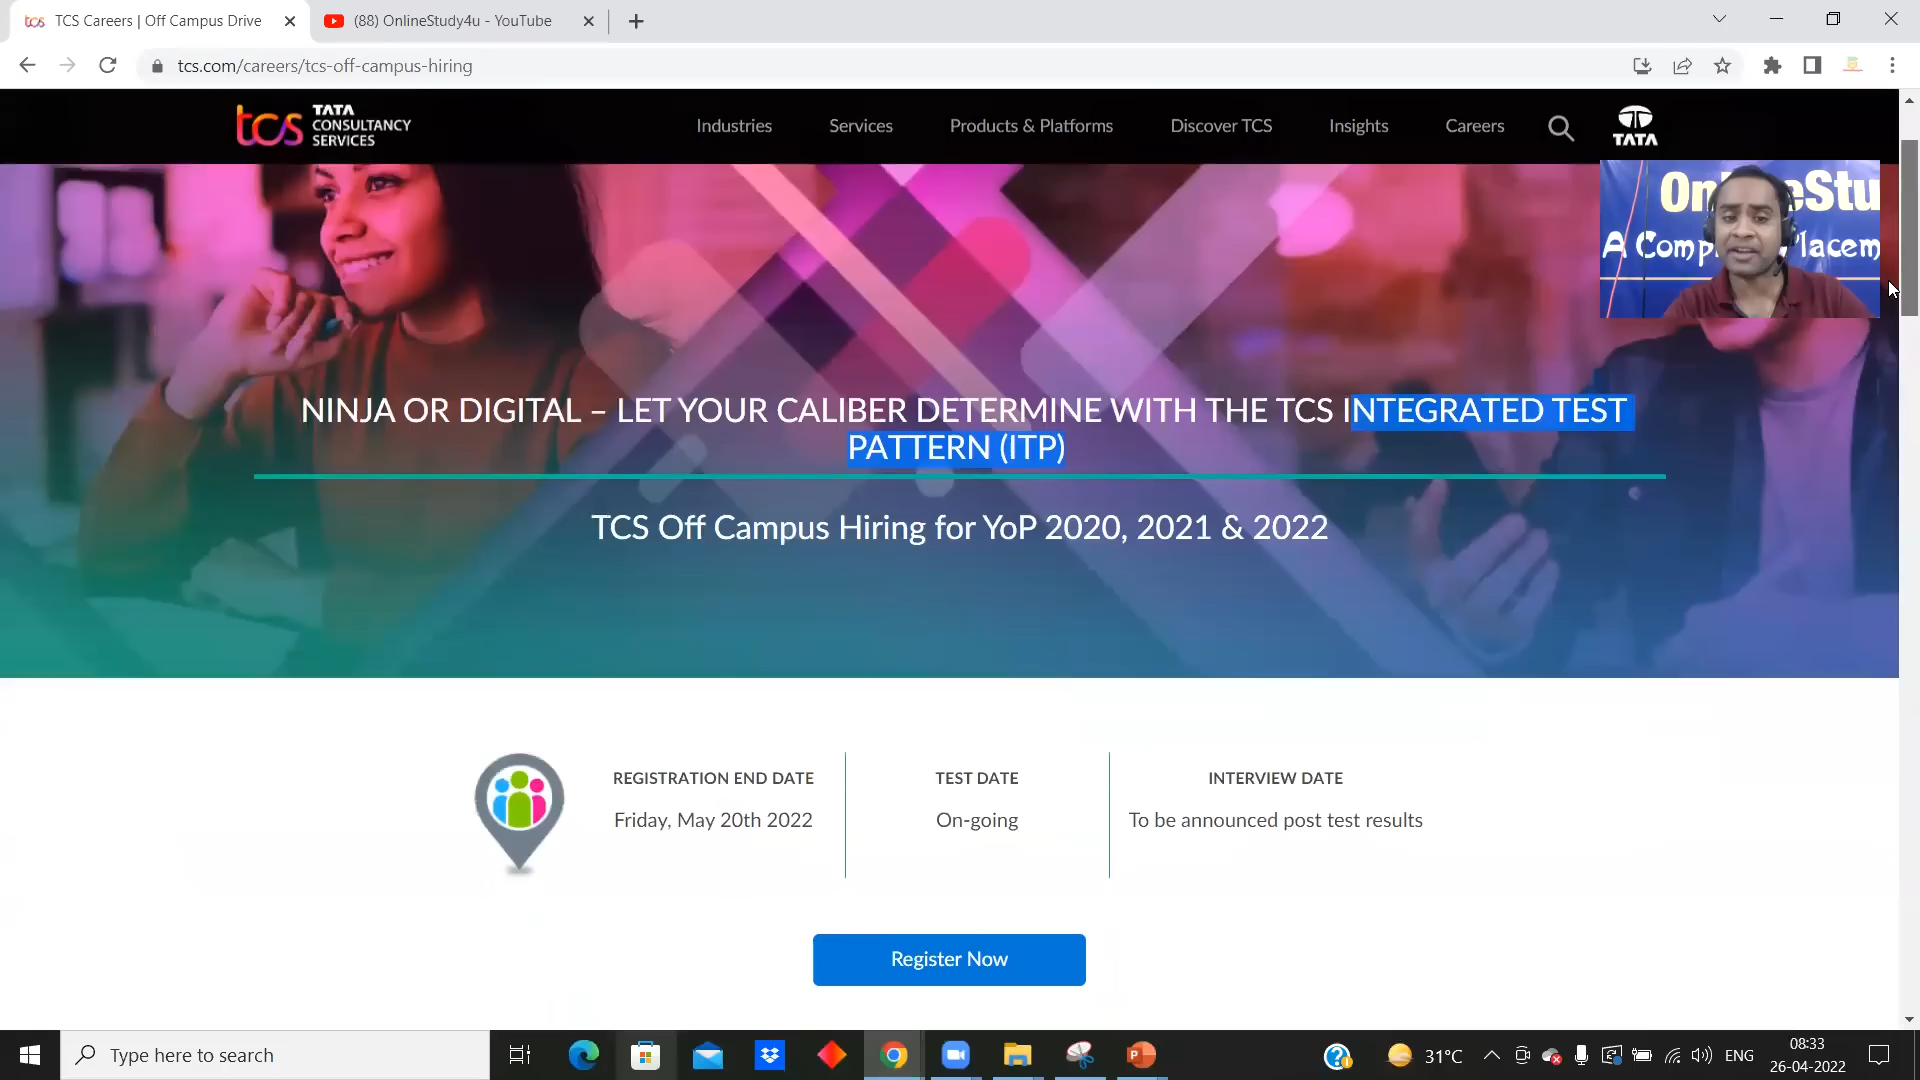 TCS Careers | Off Campus Drive
(88) OnlineStudy4u - YouTube
tcs.com/careers/tcs-off-campus-hiring
tcs TATA
CONSULTANCY
SERVICES
Industries
Services
Products & Platforms
Discover TCS
Insights
Careers
TATA
NINJA OR DIGITAL – LET YOUR CALIBER DETERMINE WITH THE TCS INTEGRATED TEST
PATTERN (ITP)
TCS Off Campus Hiring for YoP 2020, 2021 & 2022
REGISTRATION END DATE
Friday, May 20th 2022
TEST DATE
On-going
INTERVIEW DATE
To be announced post test results
Register Now
Type here to search
31°C
ENG
08:33
26-04-2022